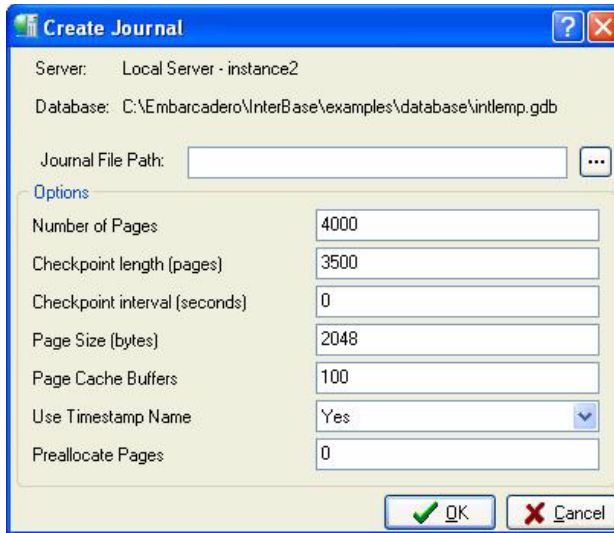 Create Journal
Server: Local Server - instance2
Database: C:\Embarcadero\InterBase\examples\database\intlemp.gdb
Journal File Path: ...
Options
Number of Pages 4000
Checkpoint length (pages) 3500
Checkpoint interval (seconds) 0
Page Size (bytes) 2048
Page Cache Buffers 100
Use Timestamp Name Yes
Preallocate Pages 0
OK Cancel